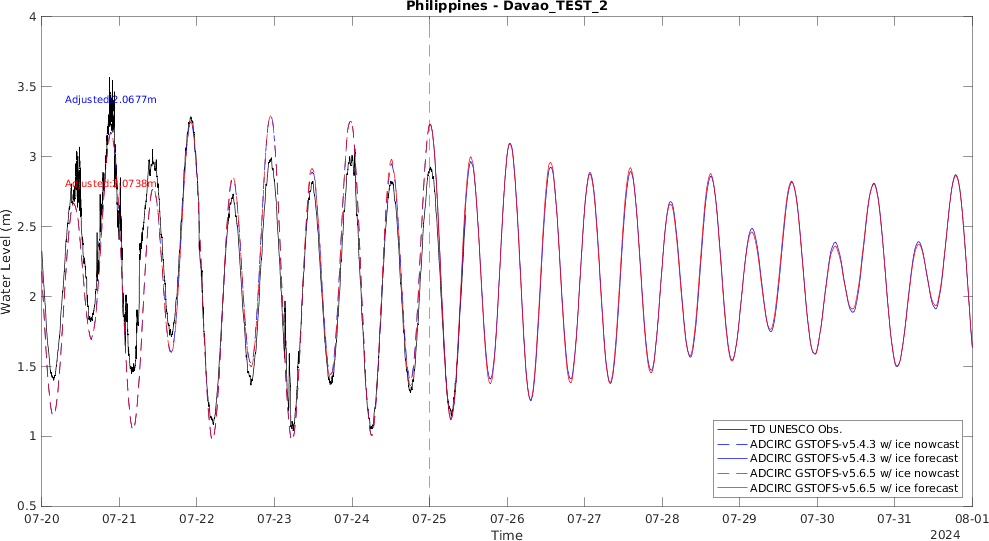 Philippines - Davao_TEST_2
4
3.5
3
2.5
2
1.5
1
0.5
Water Level (m)
Adjusted:2.0677m
Adjusted:2.0738m
TD UNESCO Obs.
ADCIRC GSTOFS-v5.4.3 w/ ice nowcast
ADCIRC GSTOFS-v5.4.3 w/ ice forecast
ADCIRC GSTOFS-v5.6.5 w/ ice nowcast
ADCIRC GSTOFS-v5.6.5 w/ ice forecast
07-20 07-21 07-22 07-23 07-24 07-25 07-26 07-27 07-28 07-29 07-30 07-31 08-01
Time
2024